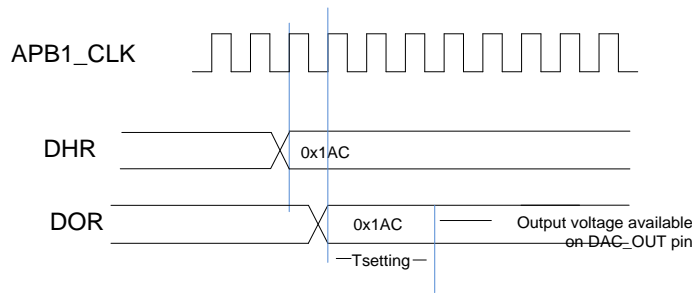 APB1_CLK
DHR
0x1AC
DOR
0x1AC
Output voltage available
on DAC_OUT pin
Tsetting